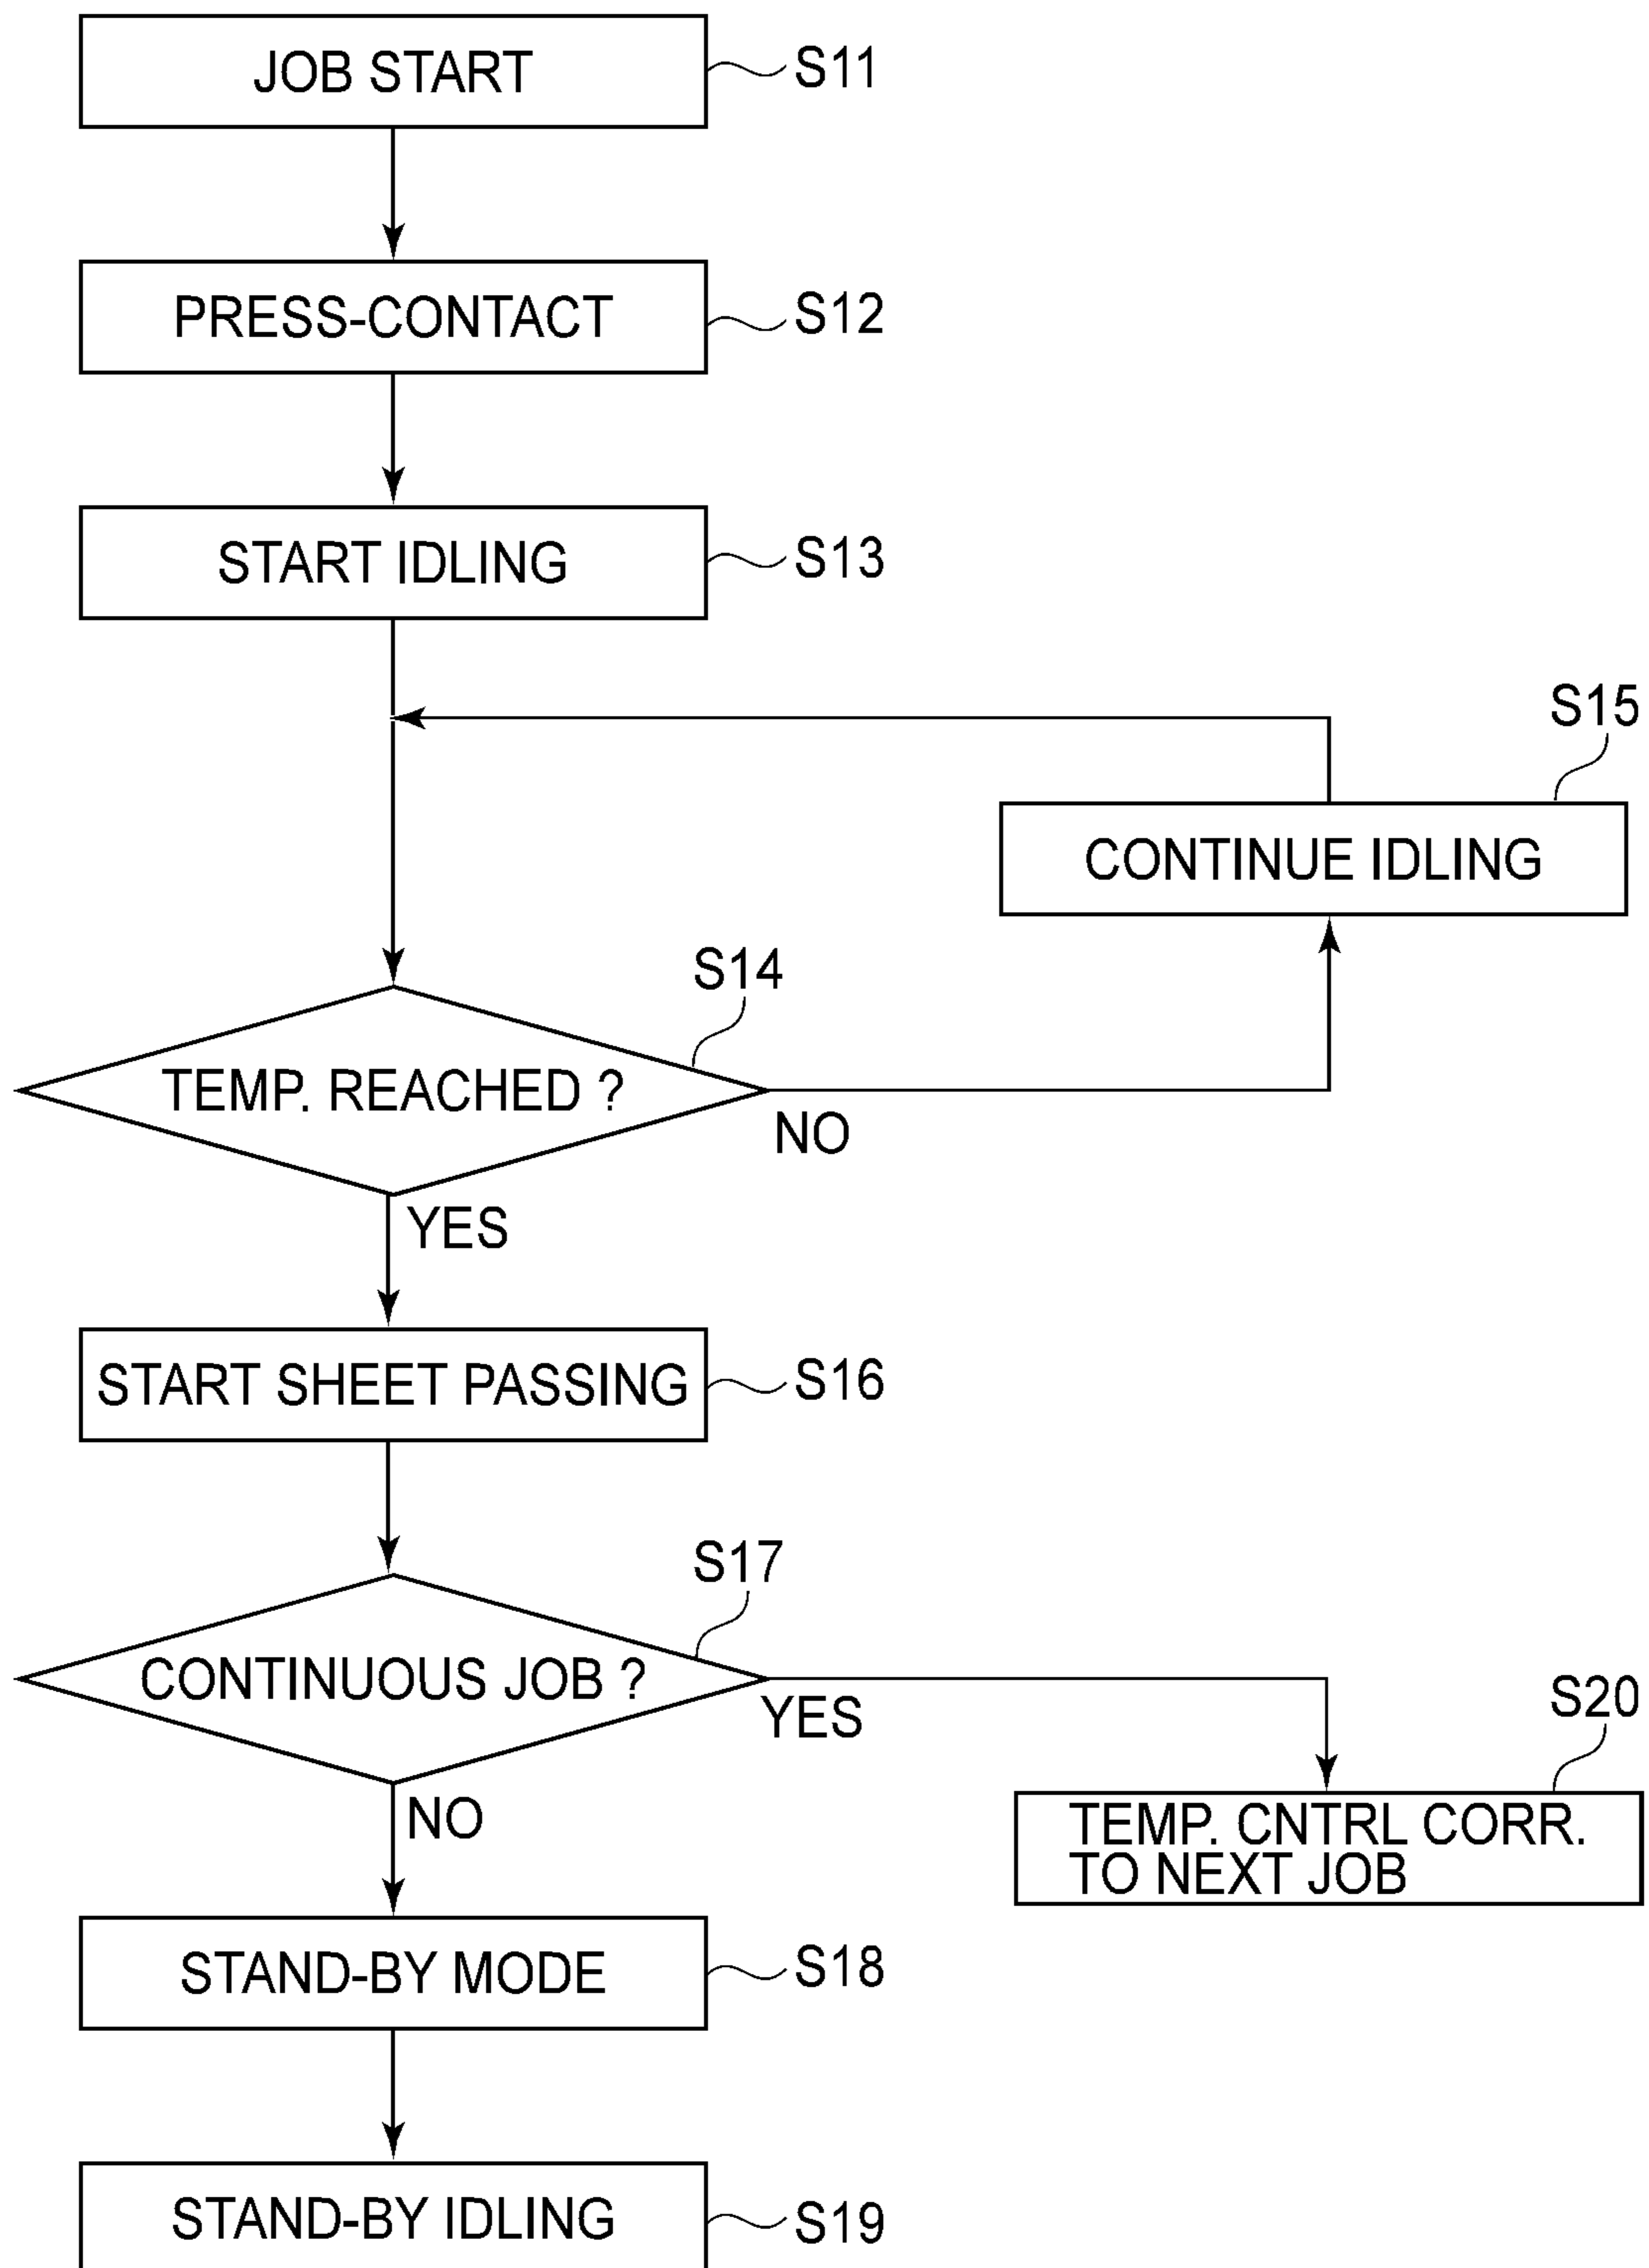 JOB START
S11
PRESS-CONTACT
S12
START IDLING
S13
S15
CONTINUE IDLING
S14
TEMP. REACHED ?
NO
YES
START SHEET PASSING
S16
S17
CONTINUOUS JOB ?
YES
S20
TEMP. CNTRL CORR.
TO NEXT JOB
NO
STAND-BY MODE
S18
STAND-BY IDLING
S19